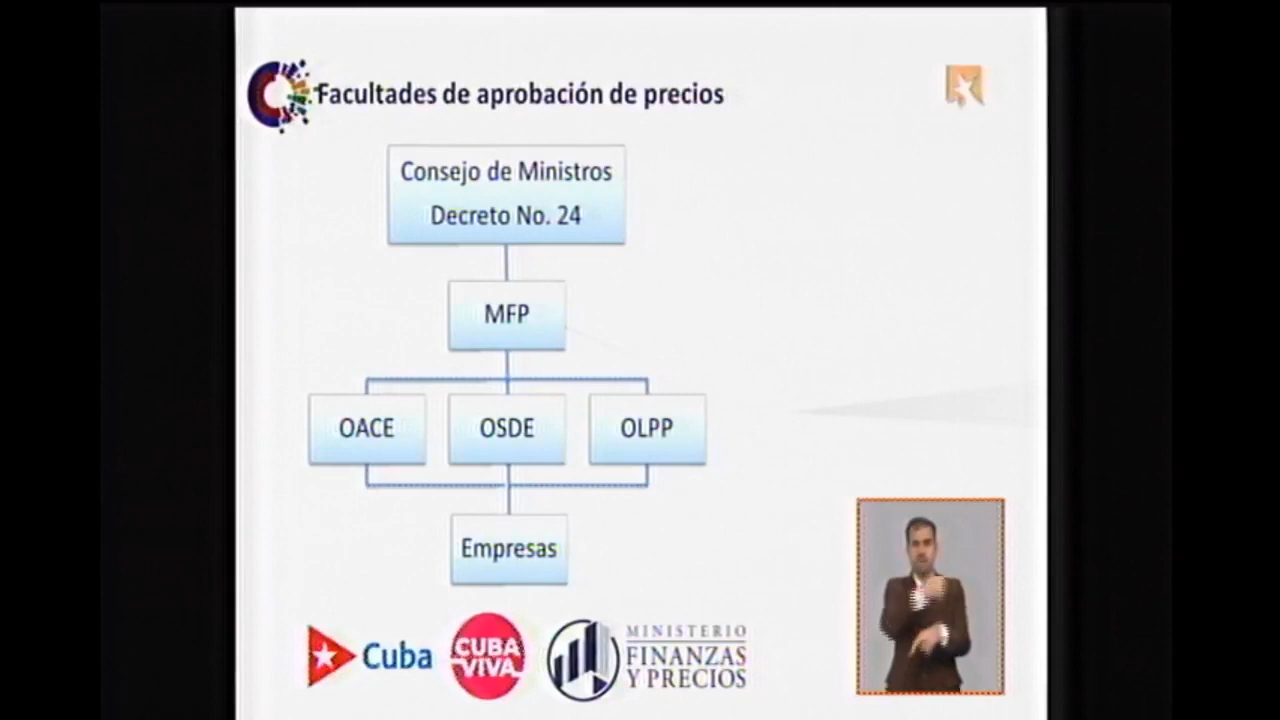 Facultades de aprobación de precios
Consejo de Ministros
Decreto No. 24
MFP
OACE
OSDE
OLPP
Empresas
Cuba
CUBA
VIVA
MINISTERIO
FINANZAS
Y PRECIOS